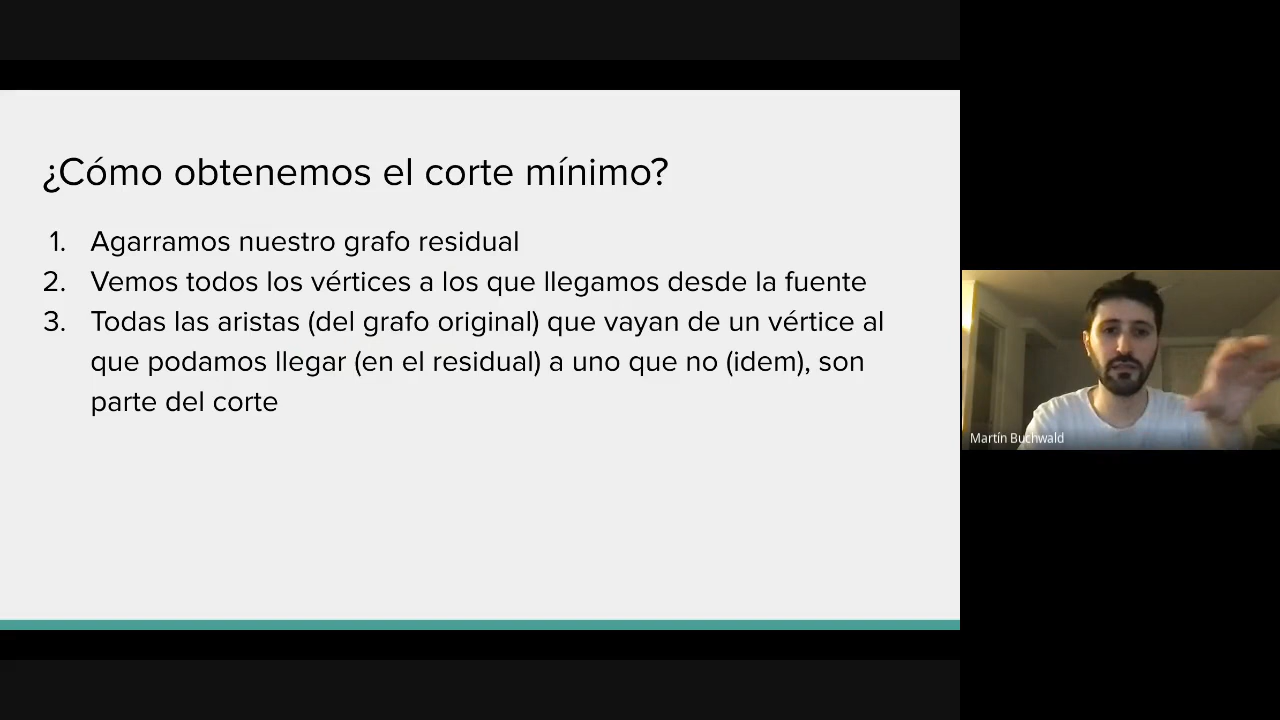 ¿Cómo obtenemos el corte mínimo?
1. Agarramos nuestro grafo residual
2. Vemos todos los vértices a los que llegamos desde la fuente
3. Todas las aristas (del grafo original) que vayan de un vértice al
que podamos llegar (en el residual) a uno que no (idem), son
parte del corte
Martín Buchwald